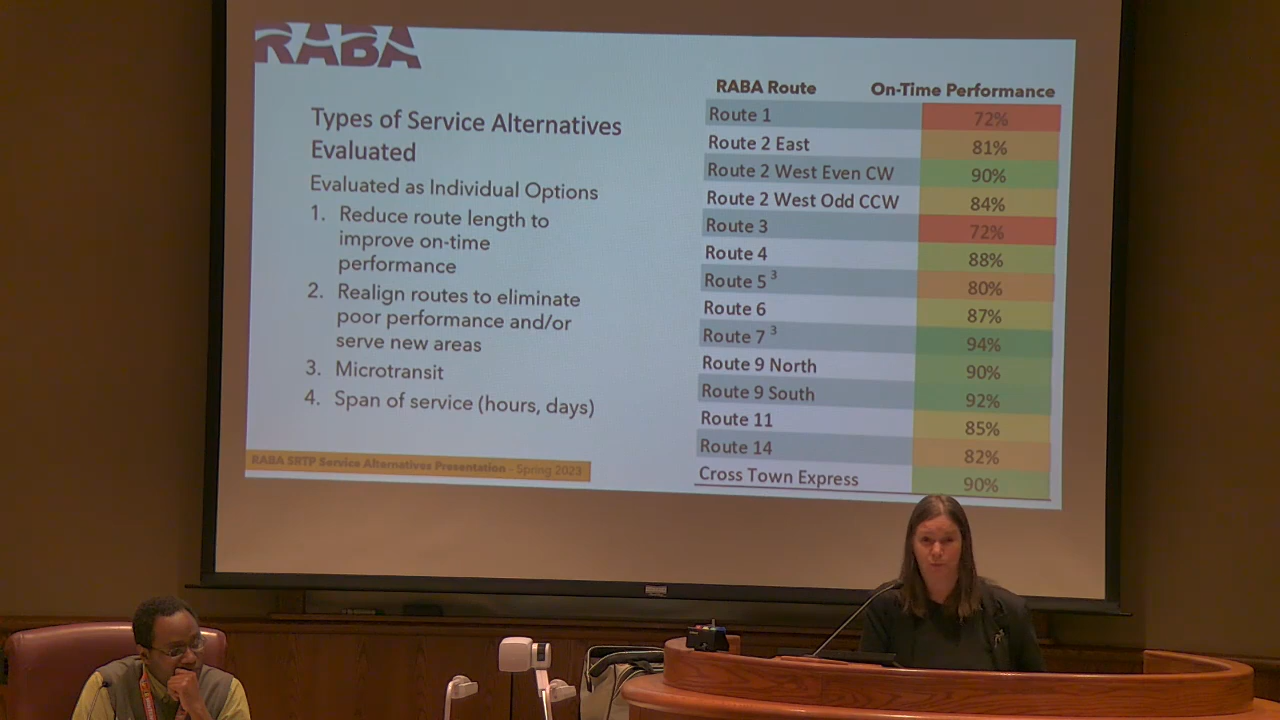 RABA
Types of Service Alternatives
Evaluated
Evaluated as Individual Options
1. Reduce route length to
improve on-time
performance
2. Realign routes to eliminate
poor performance and/or
serve new areas
3. Microtransit
4. Span of service (hours, days)
RABA SRTP Service Alternatives Presentation - Spring 2023
RABA Route On-Time Performance
Route 1 72%
Route 2 East 81%
Route 2 West Even CW 90%
Route 2 West Odd CCW 84%
Route 3 72%
Route 4 88%
Route 5 3 80%
Route 6 87%
Route 7 3 94%
Route 9 North 90%
Route 9 South 92%
Route 11 85%
Route 14 82%
Cross Town Express 90%